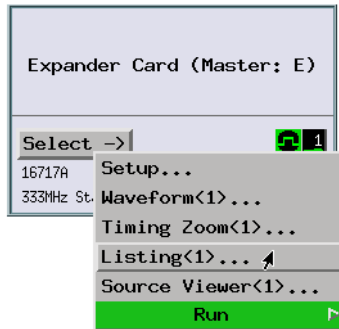 Expander Card (Master: E)
Select ->
1
16717A
333MHz St
Setup...
Waveform<1>...
Timing Zoom<1>...
Listing<1>...
Source Viewer<1>...
Run